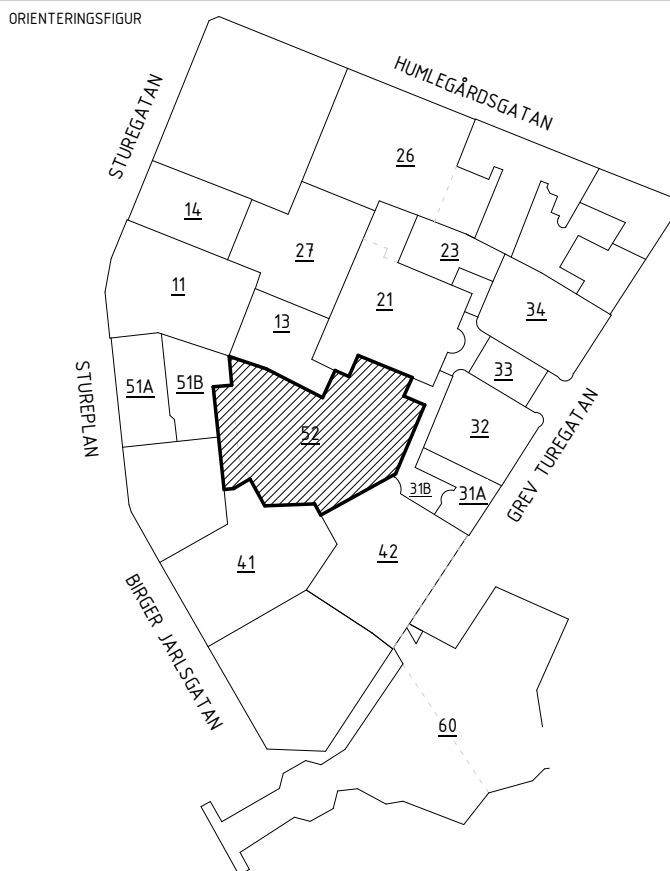 ORIENTERINGSFIGUR
HUMLEGÅRDSGATAN
STUREGATAN
26
14
27
23
11
21
34
13
33
51A
51B
STUREPLAN
52
32
GREV TUREGATAN
31B
31A
41
42
BIRGER JARLSGATAN
60